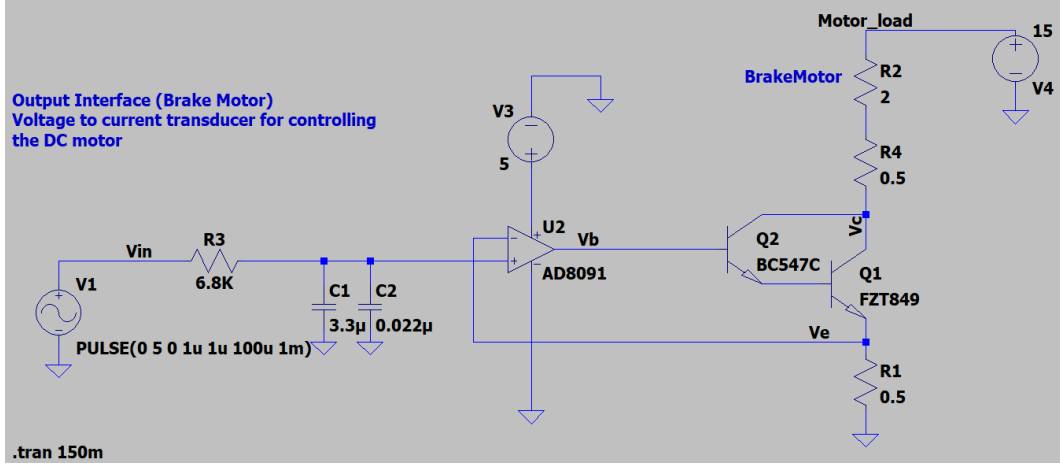 Motor_load
15
R2
2
BrakeMotor
V4
Output Interface (Brake Motor)
Voltage to current transducer for controlling
the DC motor
V3
5
R4
0.5
Vc
Vin
R3
6.8K
U2
Vb
AD8091
Q2
BC547C
Q1
FZT849
V1
C1
C2
3.3µ
0.022µ
PULSE(0 5 0 1u 1u 100u 1m)
Ve
R1
0.5
.tran 150m